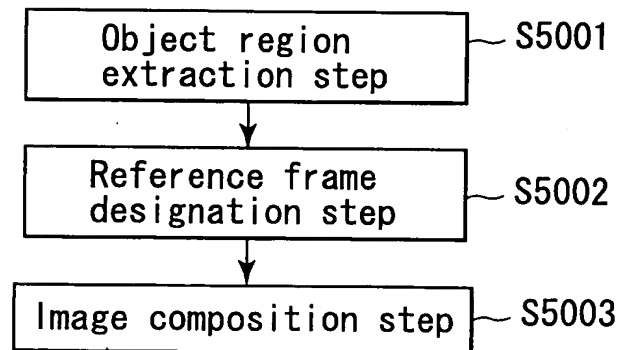 Object region
extraction step
S5001
Reference frame
designation step
S5002
Image composition step
S5003